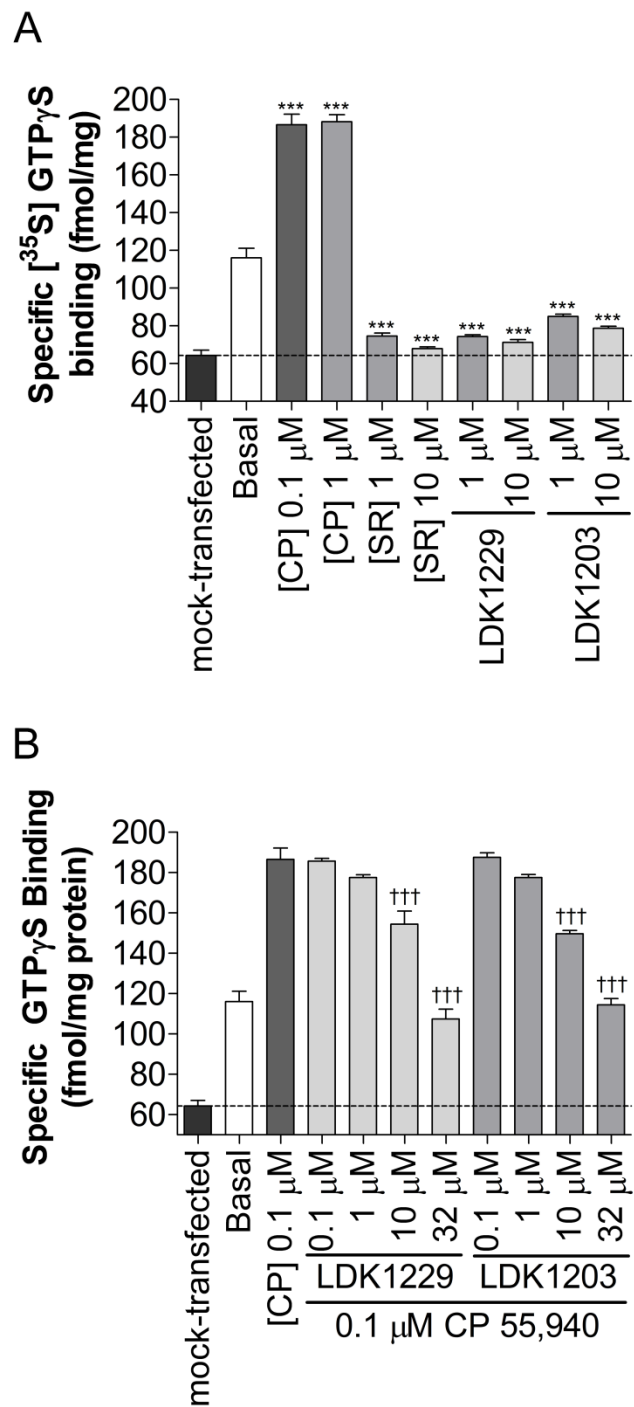 A
Specific [³⁵S] GTPγS
binding (fmol/mg)
200
180
160
140
120
100
80
60
40
*** ***
*** *** *** *** *** ***
mock-transfected
Basal
[CP] 0.1 μM
[CP] 1 μM
[SR] 1 μM
[SR] 10 μM
1 μM
10 μM
LDK1229
1 μM
10 μM
LDK1203
B
Specific GTPγS Binding
(fmol/mg protein)
200
180
160
140
120
100
80
60
†††
†††
†††
†††
mock-transfected
Basal
[CP] 0.1 μM
0.1 μM
1 μM
10 μM
32 μM
0.1 μM
1 μM
10 μM
32 μM
LDK1229 LDK1203
0.1 μM CP 55,940